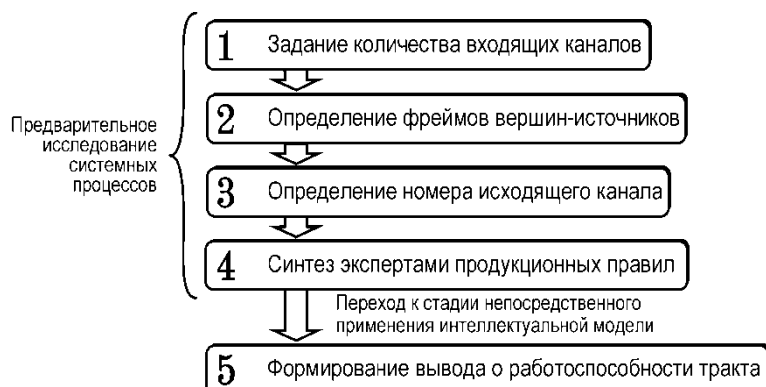 1 Задание количества входящих каналов
2 Определение фреймов вершин-источников
Предварительное
исследование
системных
процессов
3 Определение номера исходящего канала
4 Синтез экспертами продукционных правил
Переход к стадии непосредственного
применения интеллектуальной модели
5 Формирование вывода о работоспособности тракта